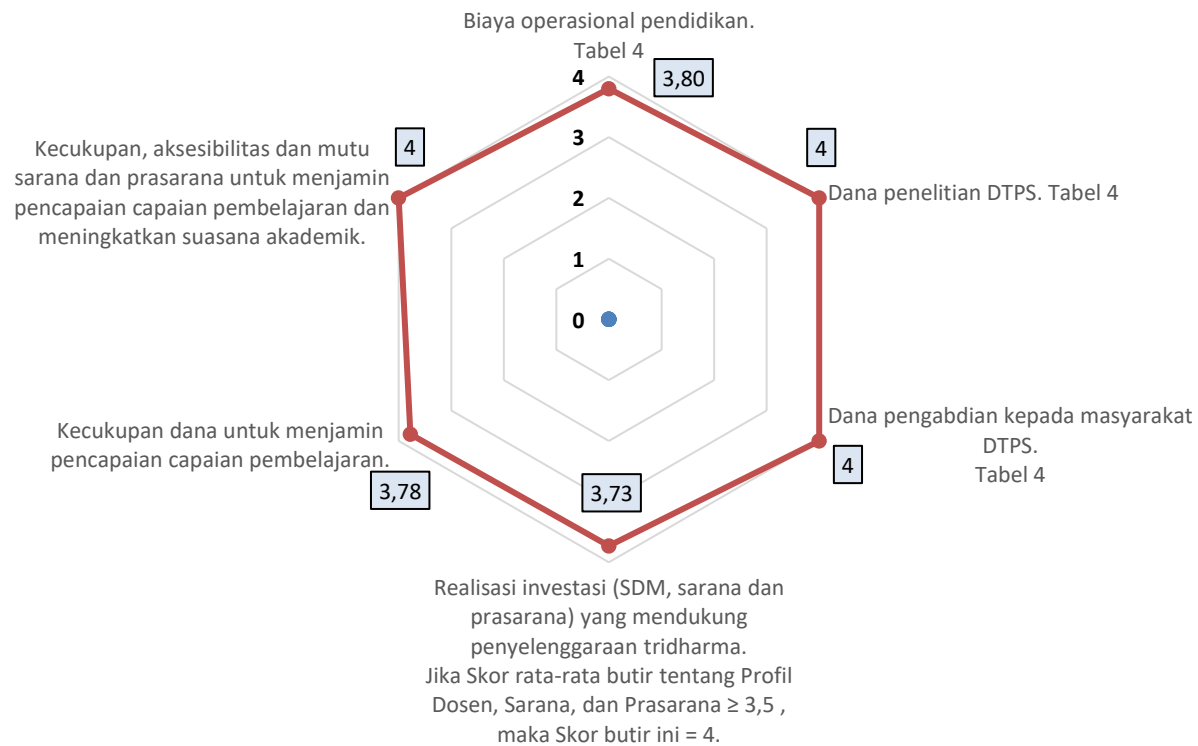 Biaya operasional pendidikan.
Tabel 4
3,80
4
Dana penelitian DTPS. Tabel 4
Dana pengabdian kepada masyarakat
DTPS.
Tabel 4
4
3,73
Realisasi investasi (SDM, sarana dan
prasarana) yang mendukung
penyelenggaraan tridharma.
Jika Skor rata-rata butir tentang Profil
Dosen, Sarana, dan Prasarana ≥ 3,5 ,
maka Skor butir ini = 4.
Kecukupan dana untuk menjamin
pencapaian capaian pembelajaran.
3,78
4
Kecukupan, aksesibilitas dan mutu
sarana dan prasarana untuk menjamin
pencapaian capaian pembelajaran dan
meningkatkan suasana akademik.
4
3
2
1
0